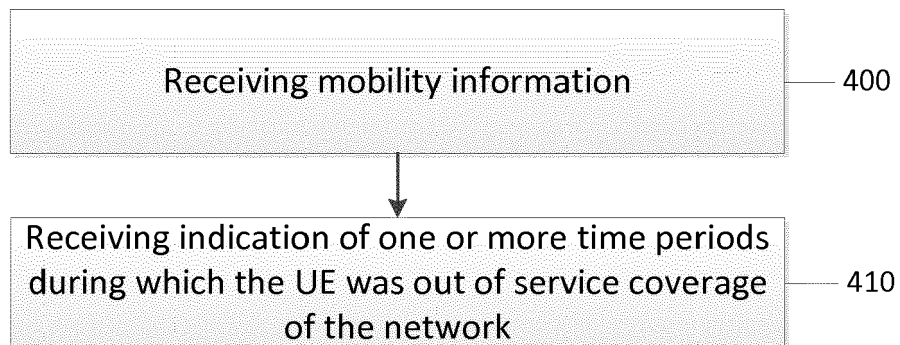 Receiving mobility information
400
Receiving indication of one or more time periods
during which the UE was out of service coverage
of the network
410